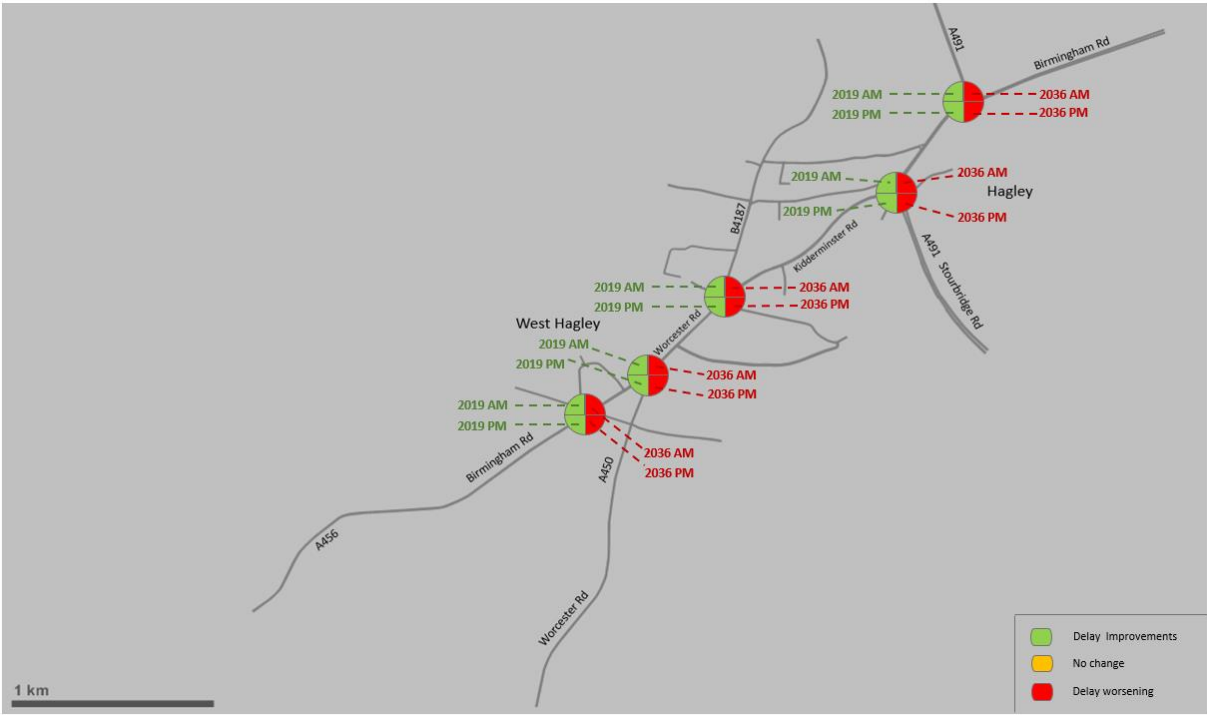 A491
Birmingham Rd
2019 AM
2036 AM
2019 PM
2036 PM
2019 AM
2036 AM
Hagley
2019 PM
2036 PM
B4187
Kidderminster Rd
A491 Stourbridge Rd
2019 AM
2036 AM
2019 PM
2036 PM
West Hagley
Worcester Rd
2019 AM
2019 PM
2036 AM
2036 PM
2019 AM
2019 PM
Birmingham Rd
2036 AM
2036 PM
A450
A456
Worcester Rd
Delay Improvements
No change
Delay worsening
1 km